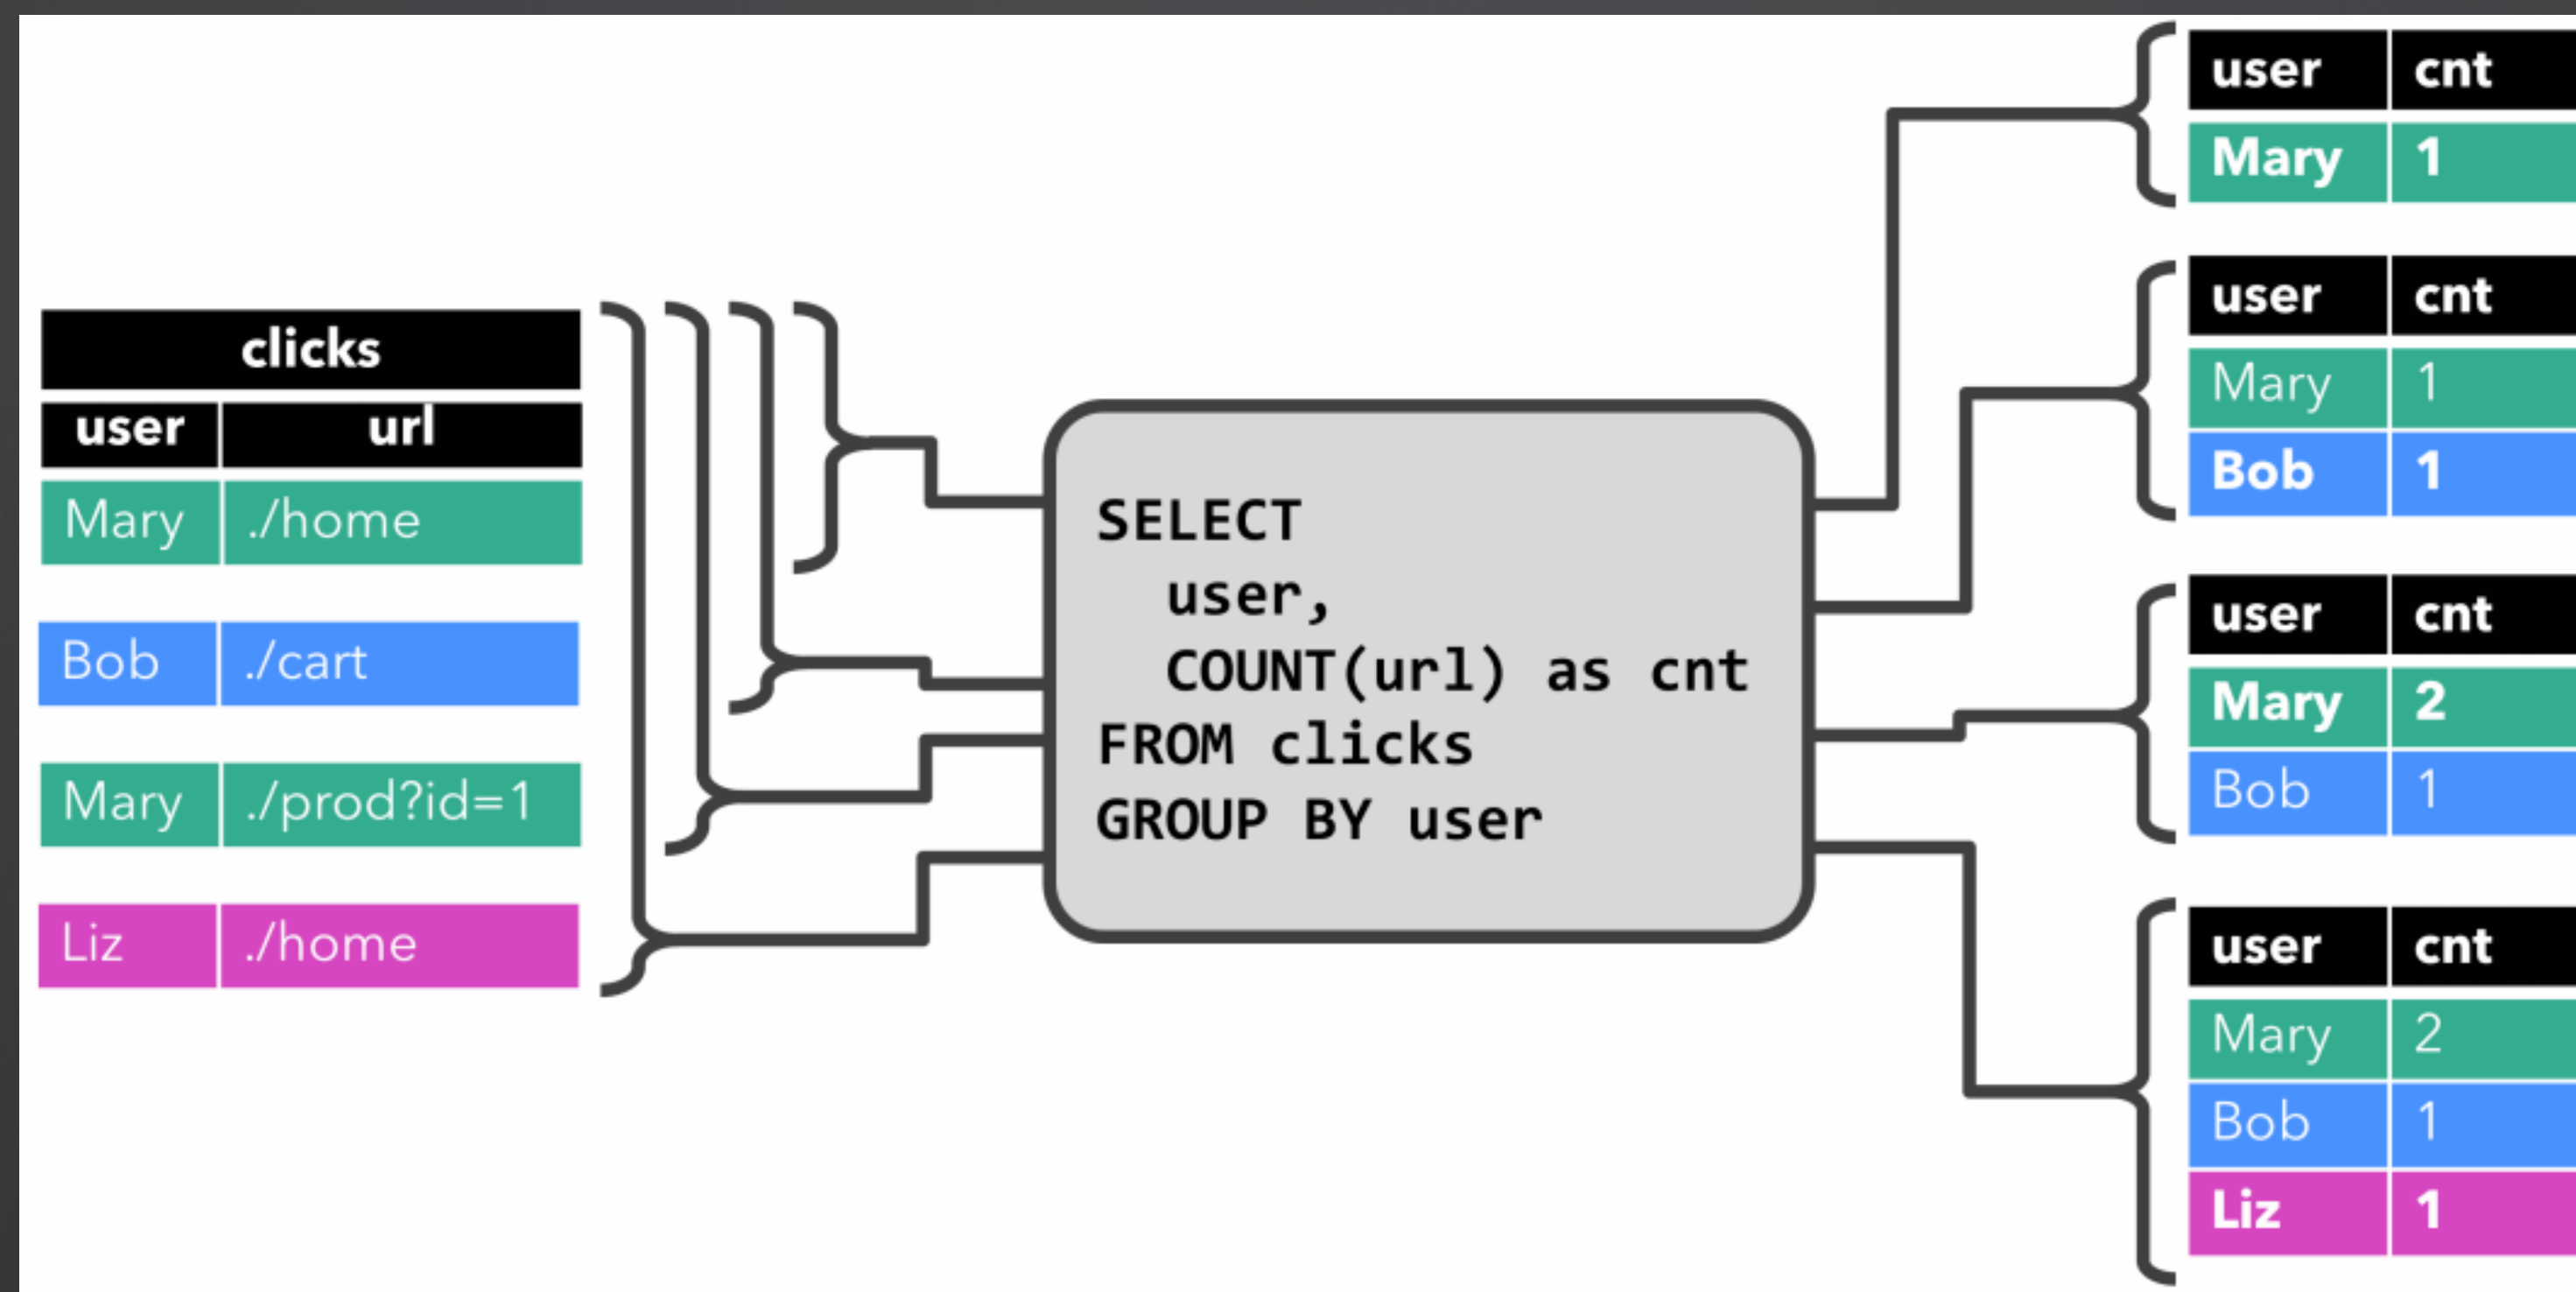 clicks
user url
Mary ./home
Bob ./cart
Mary ./prod?id=1
Liz ./home
SELECT
user,
COUNT(url) as cnt
FROM clicks
GROUP BY user
user cnt
Mary 1
user cnt
Mary 1
Bob 1
user cnt
Mary 2
Bob 1
user cnt
Mary 2
Bob 1
Liz 1